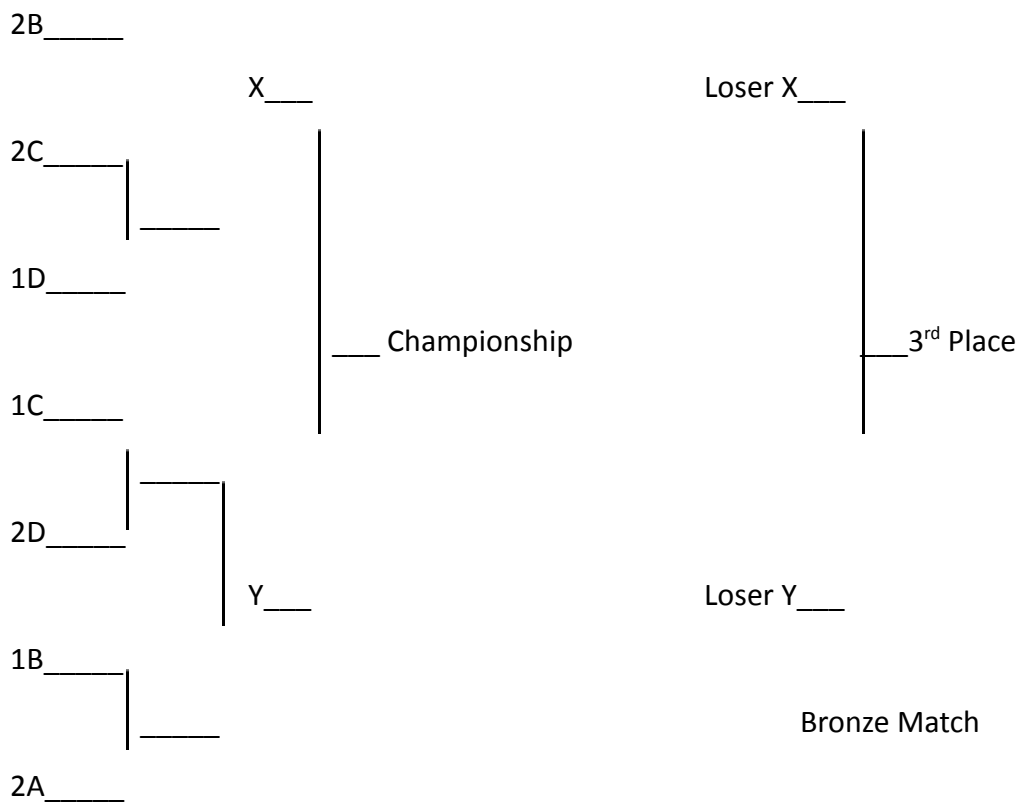 2B_____
X___ Loser X___
2C_____
_____
1D_____
___ Championship ___3rd Place
1C_____
_____
2D_____
Y___ Loser Y___
1B_____
_____ Bronze Match
2A_____